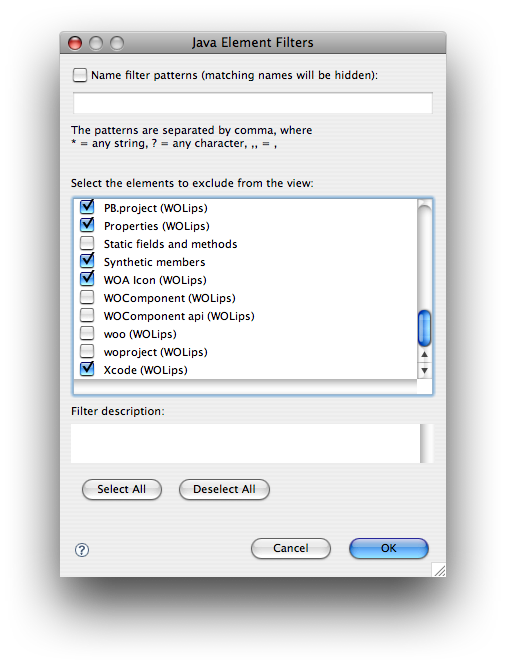 Java Element Filters
Name filter patterns (matching names will be hidden):
The patterns are separated by comma, where
* = any string, ? = any character, ,, = ,
Select the elements to exclude from the view:
PB.project (WOLips)
Properties (WOLips)
Static fields and methods
Synthetic members
WOA Icon (WOLips)
WOComponent (WOLips)
WOComponent api (WOLips)
woo (WOLips)
woproject (WOLips)
Xcode (WOLips)
Filter description:
Select All
Deselect All
?
Cancel
OK